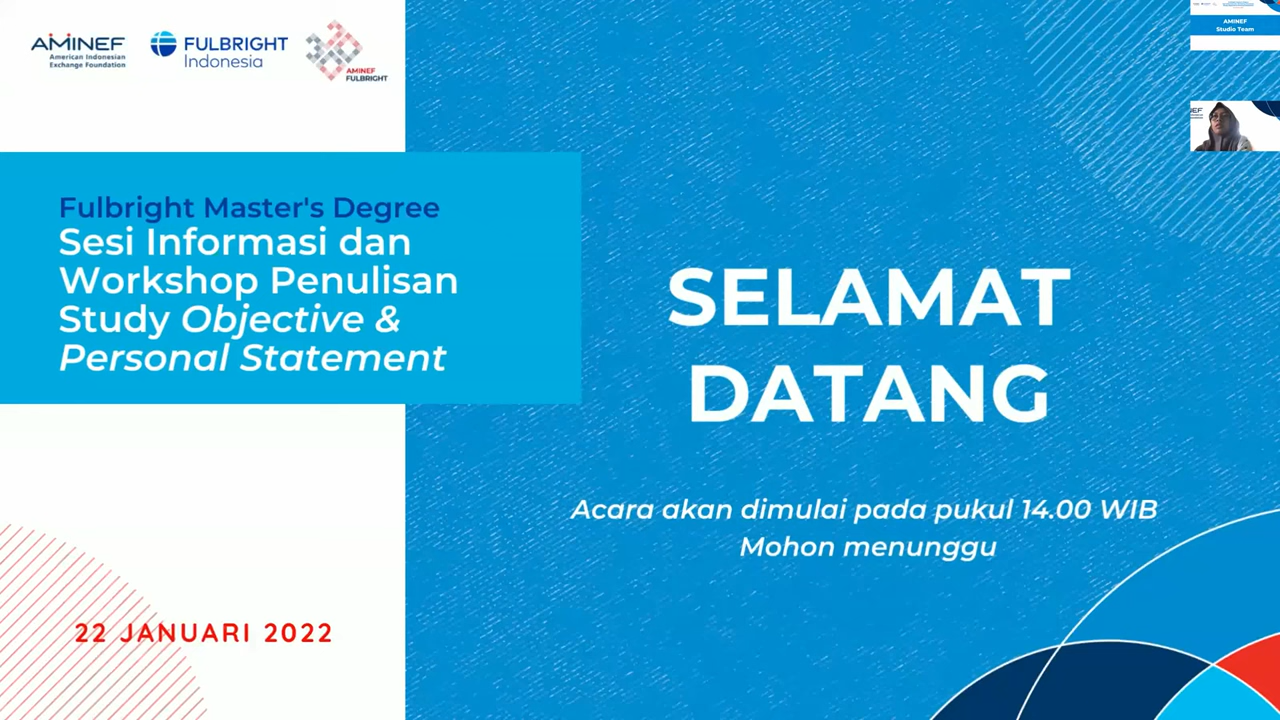 AMINEF
American Indonesian
Exchange Foundation
FULBRIGHT
Indonesia
AMINEF
FULBRIGHT
Fulbright Master's Degree
Sesi Informasi dan
Workshop Penulisan
Study Objective &
Personal Statement
22 JANUARI 2022
SELAMAT
DATANG
Acara akan dimulai pada pukul 14.00 WIB
Mohon menunggu
AMINEF
Studio Team